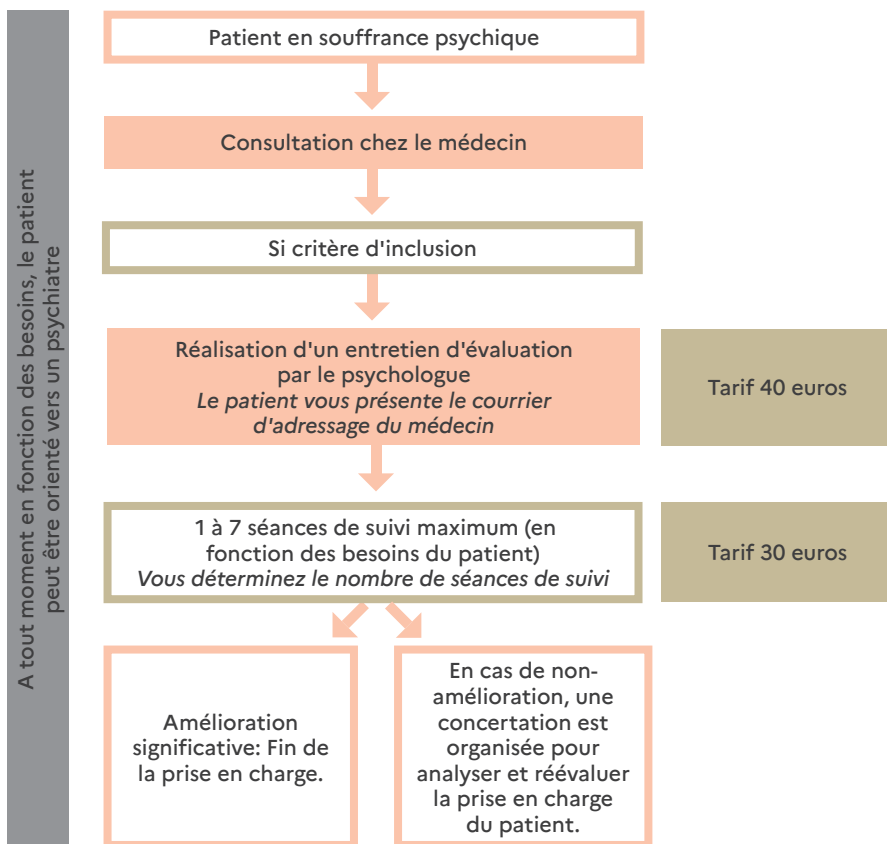 A tout moment en fonction des besoins, le patient
peut être orienté vers un psychiatre
Patient en souffrance psychique
Consultation chez le médecin
Si critère d'inclusion
Réalisation d'un entretien d'évaluation
par le psychologue
Le patient vous présente le courrier
d'adressage du médecin
Tarif 40 euros
1 à 7 séances de suivi maximum (en
fonction des besoins du patient)
Vous déterminez le nombre de séances de suivi
Tarif 30 euros
Amélioration
significative: Fin de
la prise en charge.
En cas de non-
amélioration, une
concertation est
organisée pour
analyser et réévaluer
la prise en charge
du patient.